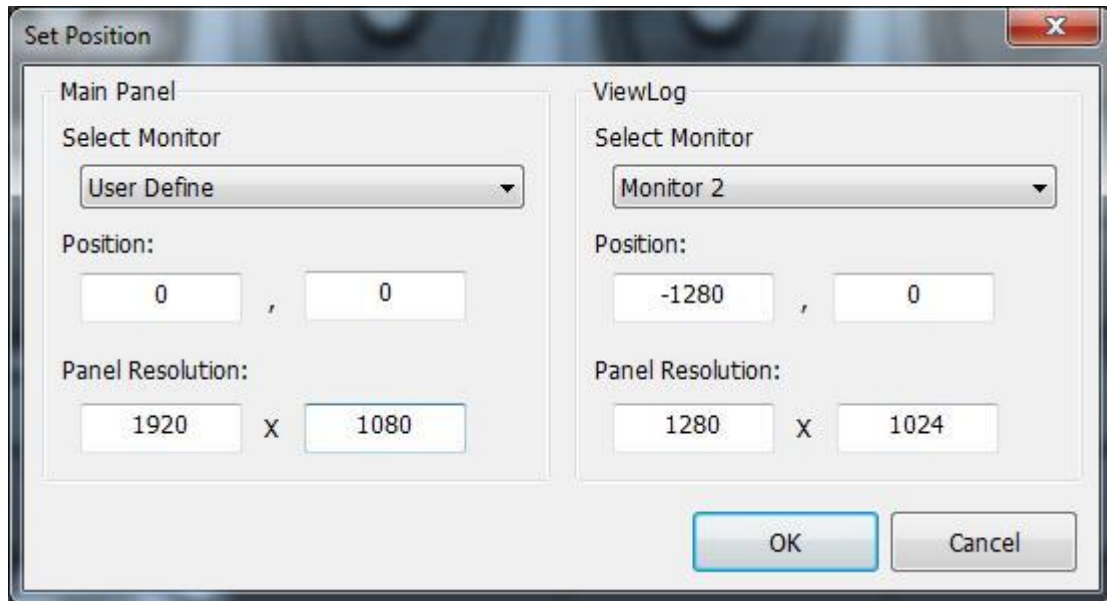 Set Position
Main Panel
Select Monitor
User Define
Position:
0 , 0
Panel Resolution:
1920 X 1080
ViewLog
Select Monitor
Monitor 2
Position:
-1280 , 0
Panel Resolution:
1280 X 1024
OK Cancel